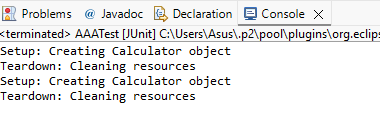 Problems @ Javadoc Declaration Console ×
<terminated> AAATest [JUnit] C:\Users\Asus\.p2\pool\plugins\org.eclips
Setup: Creating Calculator object
Teardown: Cleaning resources
Setup: Creating Calculator object
Teardown: Cleaning resources